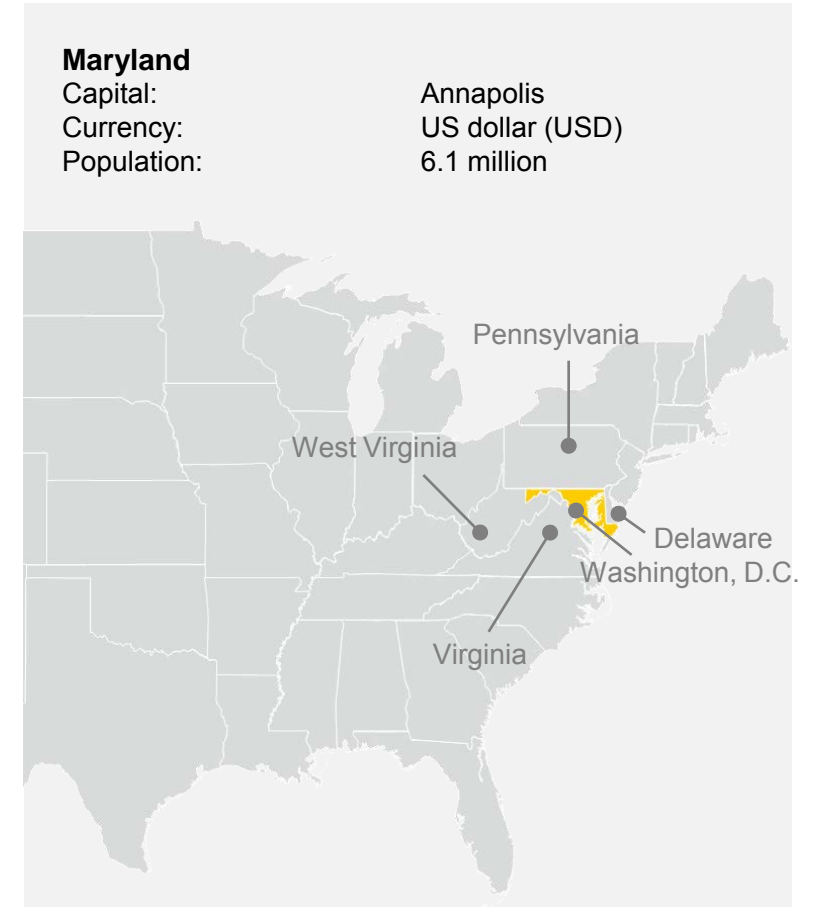 Maryland
Capital: Annapolis
Currency: US dollar (USD)
Population: 6.1 million
Pennsylvania
West Virginia
Delaware
Washington, D.C.
Virginia